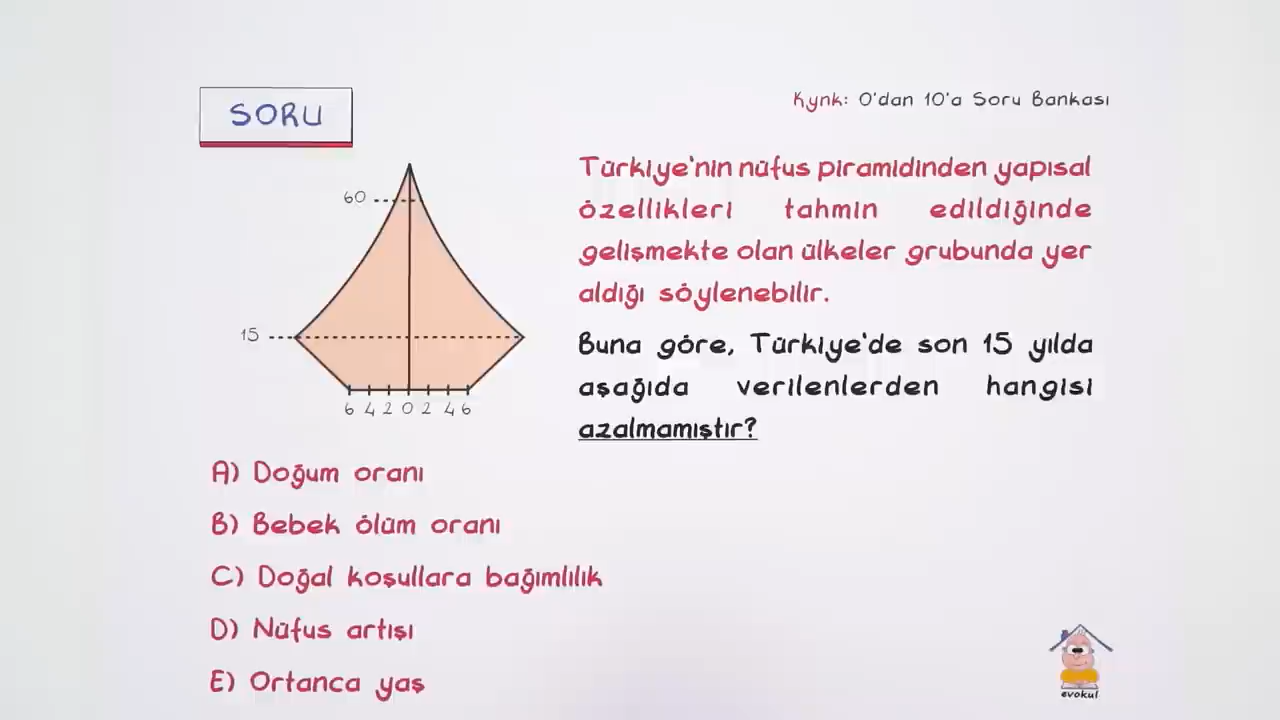 SORU
Kynk: 0'dan 10'a Soru Bankası
60
15
6 4 2 0 2 4 6
Türkiye'nin nüfus piramidinden yapısal
özellikleri tahmin edildiğinde
gelişmekte olan ülkeler grubunda yer
aldığı söylenebilir.
Buna göre, Türkiye'de son 15 yılda
aşağıda verilenlerden hangisi
azalmamıştır?
A) Doğum oranı
B) Bebek ölüm oranı
C) Doğal koşullara bağımlılık
D) Nüfus artışı
E) Ortanca yaş
evokul